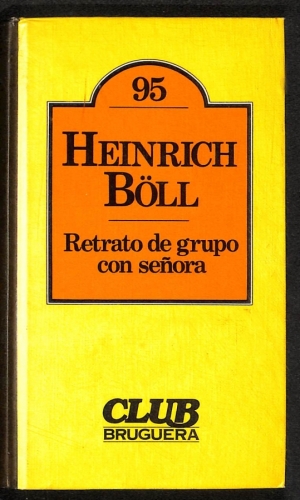 95
HEINRICH
BÖLL
Retrato de grupo
con señora
CLUB
BRUGUERA